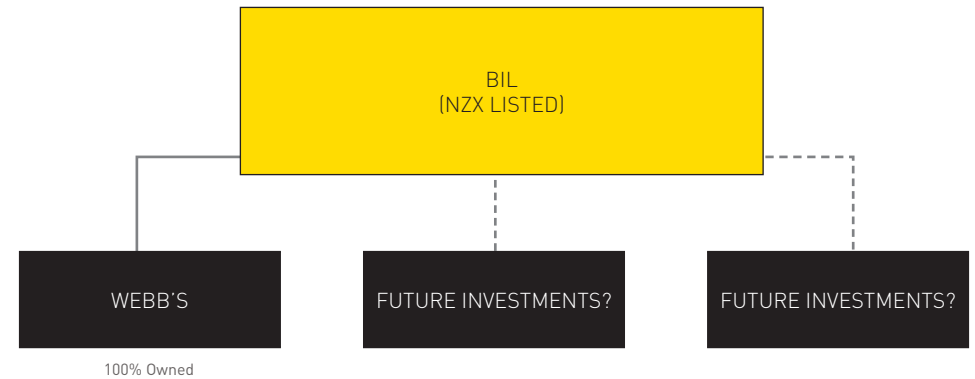 BIL
(NZX LISTED)
WEBB'S
FUTURE INVESTMENTS?
FUTURE INVESTMENTS?
100% Owned